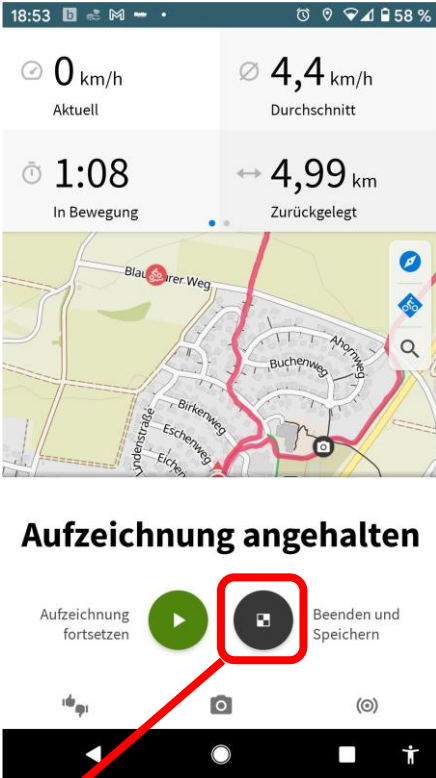 18:53
58 %
0 km/h
Aktuell
4,4 km/h
Durchschnitt
1:08
In Bewegung
4,99 km
Zurückgelegt
Ahornweg
Buchenweg
Birkenweg
Eschenweg
Aufzeichnung angehalten
Aufzeichnung
fortsetzen
Beenden und
Speichern